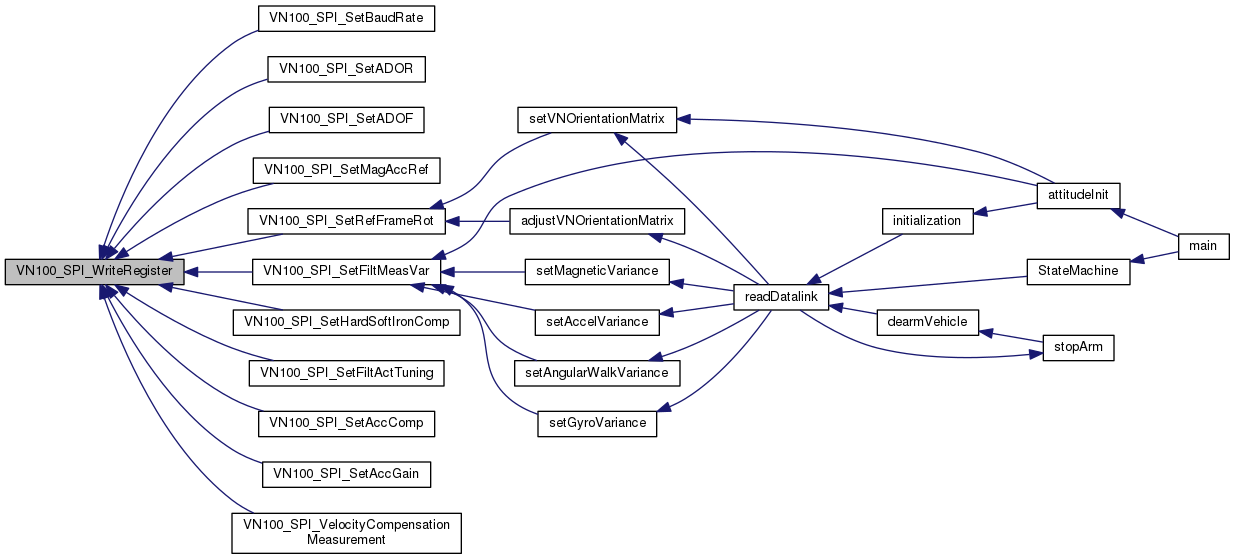 VN100_SPI_SetBaudRate
VN100_SPI_SetADOR
VN100_SPI_SetADOF
VN100_SPI_SetMagAccRef
VN100_SPI_SetRefFrameRot
VN100_SPI_WriteRegister
VN100_SPI_SetFiltMeasVar
VN100_SPI_SetHardSoftIronComp
VN100_SPI_SetFiltActTuning
VN100_SPI_SetAccComp
VN100_SPI_SetAccGain
VN100_SPI_VelocityCompensation
Measurement
setVNOrientationMatrix
adjustVNOrientationMatrix
setMagneticVariance
setAccelVariance
setAngularWalkVariance
setGyroVariance
readDatalink
initialization
StateMachine
dearmVehicle
attitudeInit
stopArm
main